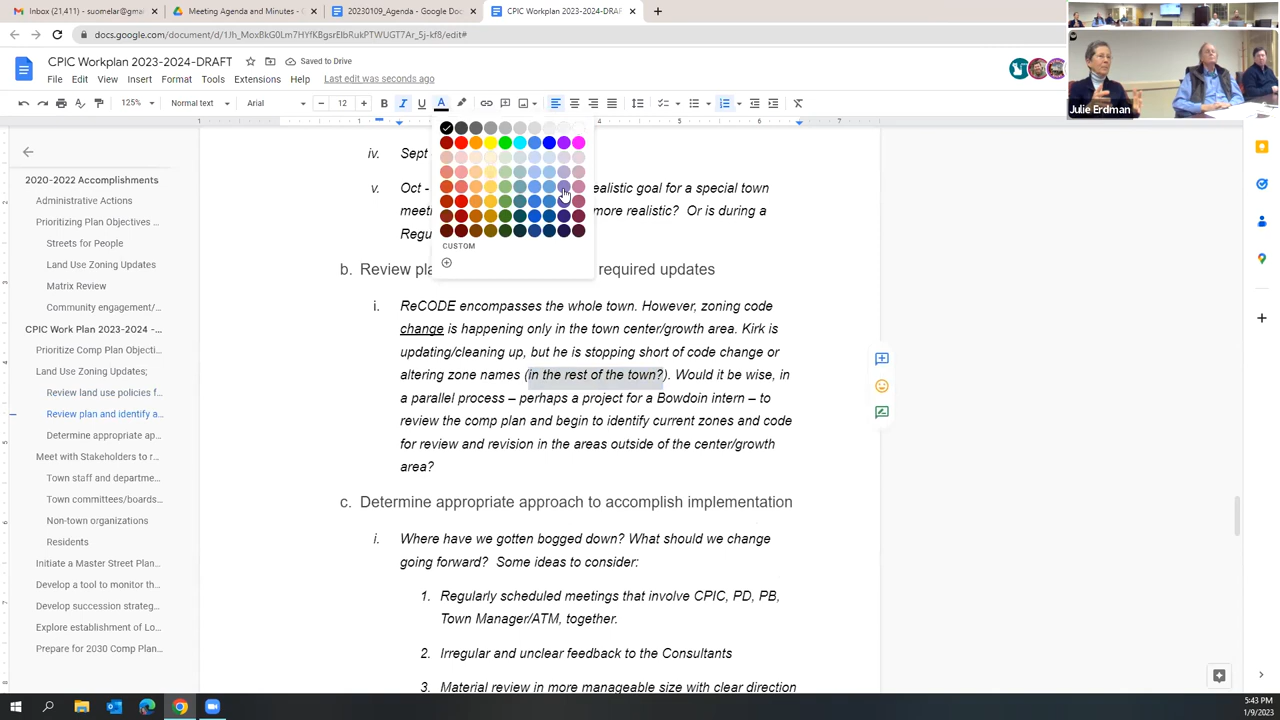 Inbox (21,411) - suomelar@gmai
Meeting Agenda and Minutes - G
20230109_Agenda - Google Docs
CPIC Workplan 2023-2024-DRAFT
docs.google.com/document/d/1Jh_MoxBkG0Lm7HYfKBgsrElbRukPTWUGT7Ar_5j-kf8/edit#
CPIC Workplan 2023-2024-DRAFT
Saved to Drive
File Edit View Insert Format Tools Extensions Help Last edit was seconds ago
Julie Erdman
125% Normal text Arial 12 B I U A
1 1 2 3 4 5 6 7
2020-2022 Accomplishments
Administrative Actions
Prioritizing Plan Objectives ...
Streets for People
Land Use Zoning Updates
Matrix Review
Community engagement/...
CPIC Work Plan 2023-2024 -...
Prioritize Comp Plan Objecti...
Land Use Zoning Updates;
Review land use policies f...
Review plan and identify a...
Determine appropriate ap...
Meet with Stakeholders to r...
Town staff and departme...
Town committees/boards...
Non-town organizations
Residents
Initiate a Master Street Plan...
Develop a tool to monitor th...
Develop succession strateg...
Explore establishment of Lo...
Prepare for 2030 Comp Plan...
CUSTOM
iv. Sept
v. Oct - ealistic goal for a special town
meeti more realistic? Or is during a
Regu
b. Review pla required updates
i. ReCODE encompasses the whole town. However, zoning code
change is happening only in the town center/growth area. Kirk is
updating/cleaning up, but he is stopping short of code change or
altering zone names (in the rest of the town?). Would it be wise, in
a parallel process – perhaps a project for a Bowdoin intern – to
review the comp plan and begin to identify current zones and code
for review and revision in the areas outside of the center/growth
area?
c. Determine appropriate approach to accomplish implementation
i. Where have we gotten bogged down? What should we change
going forward? Some ideas to consider:
1. Regularly scheduled meetings that involve CPIC, PD, PB,
Town Manager/ATM, together.
2. Irregular and unclear feedback to the Consultants
3. Material review in more manageable size with clear direction
5:43 PM
1/9/2023